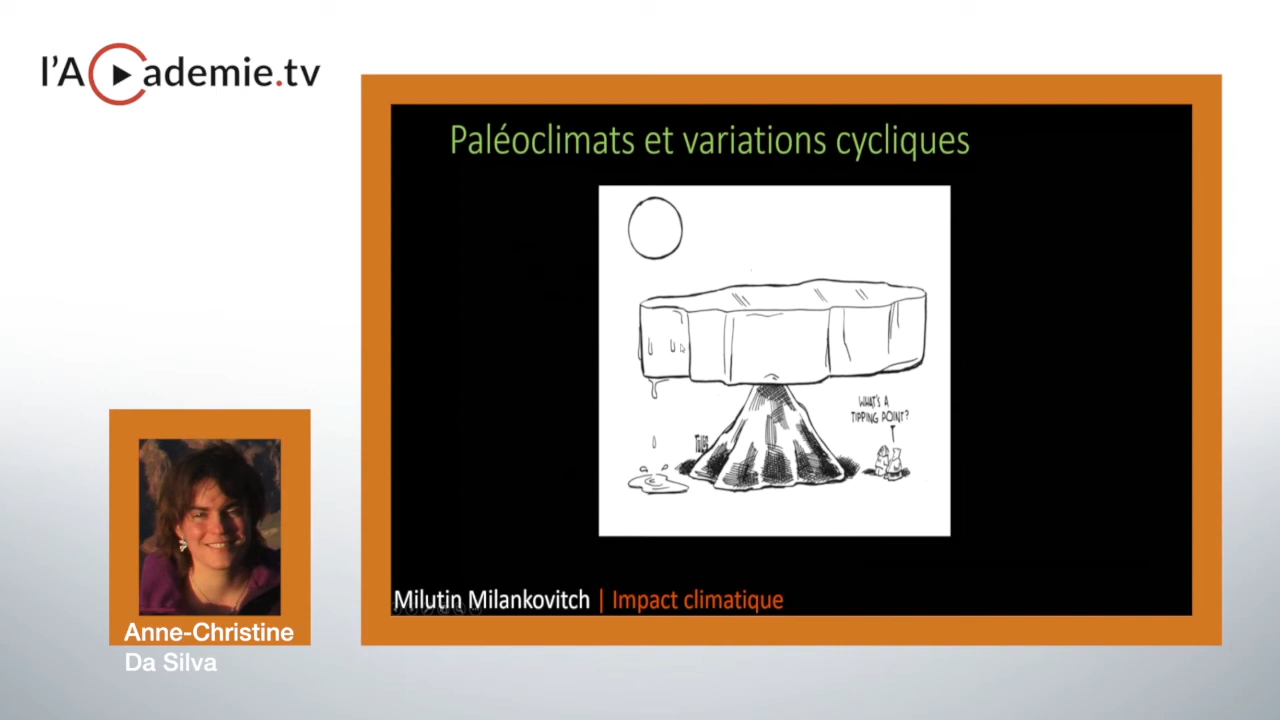 l'Academie.tv
Paléoclimats et variations cycliques
WHAT'S A
TIPPING POINT?
Milutin Milankovitch | Impact climatique
Anne-Christine
Da Silva